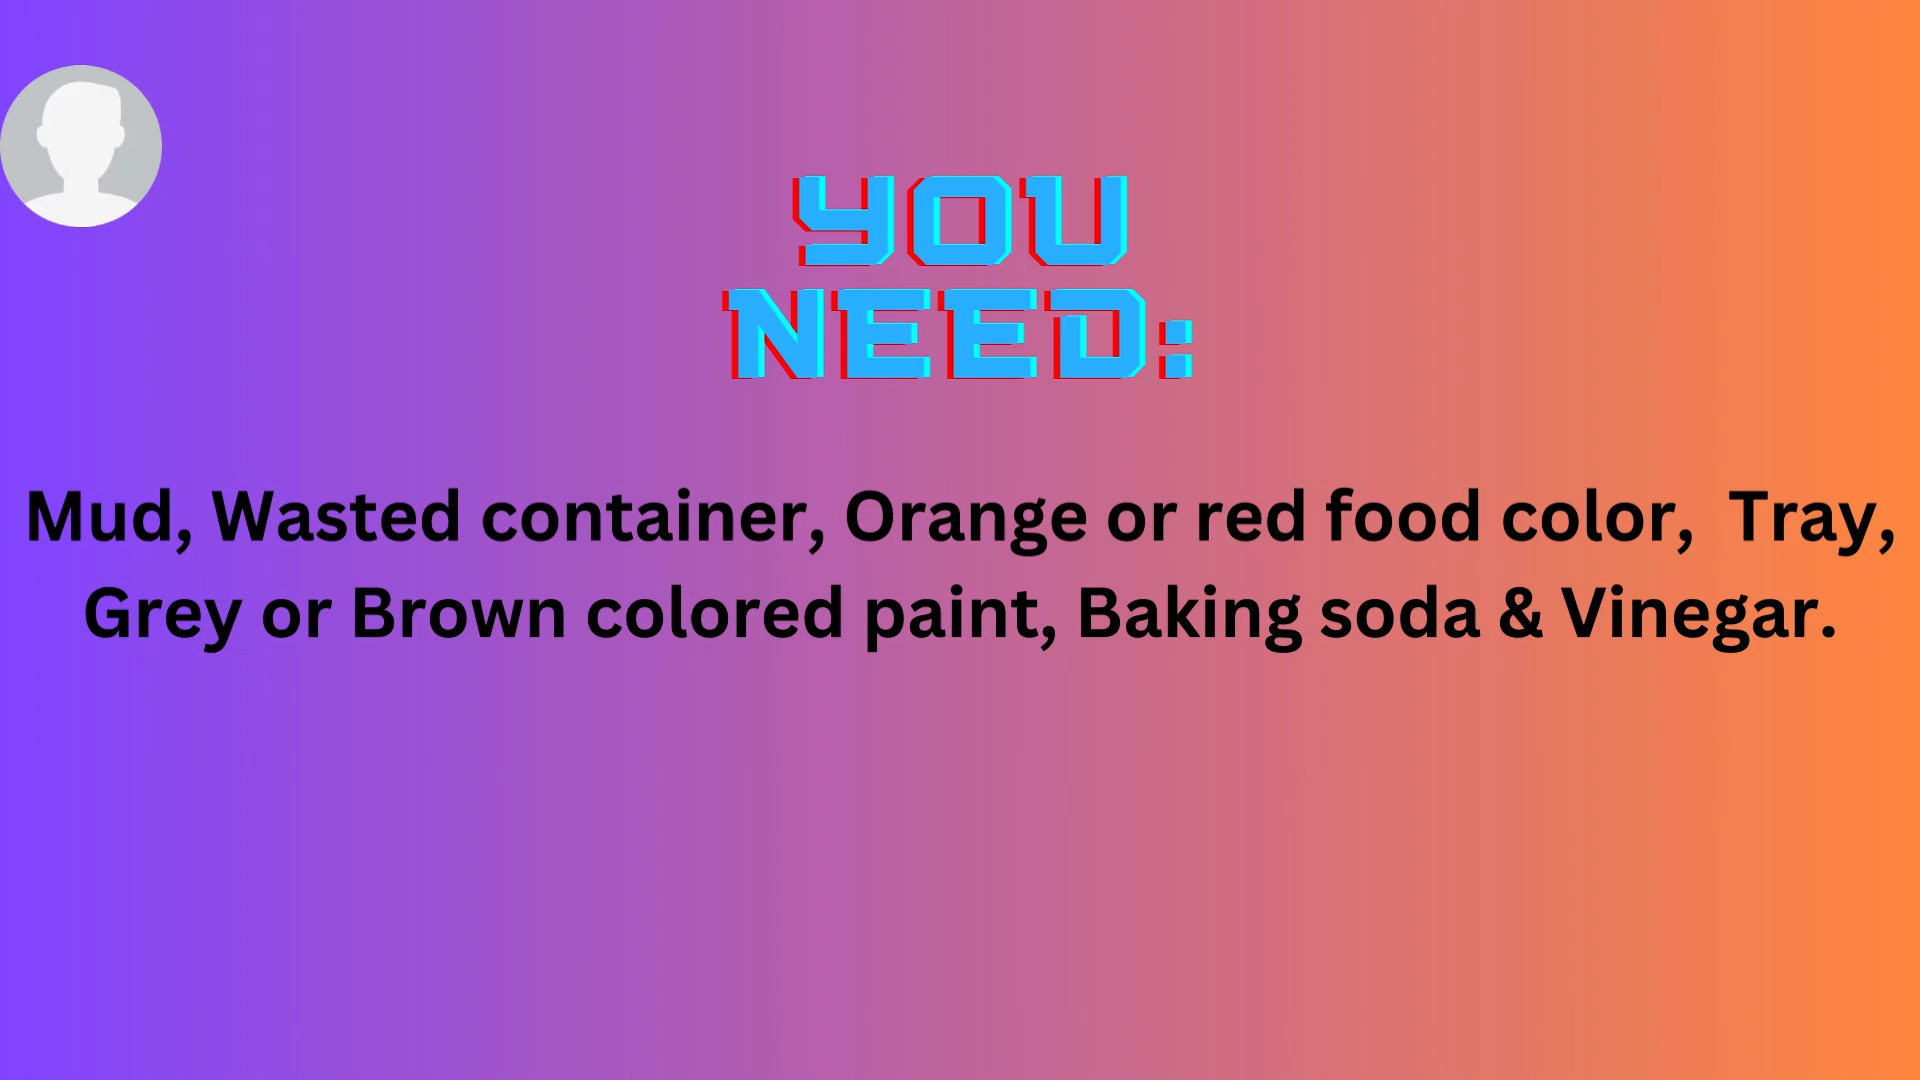 YOU
NEED:
Mud, Wasted container, Orange or red food color,  Tray,
Grey or Brown colored paint, Baking soda & Vinegar.